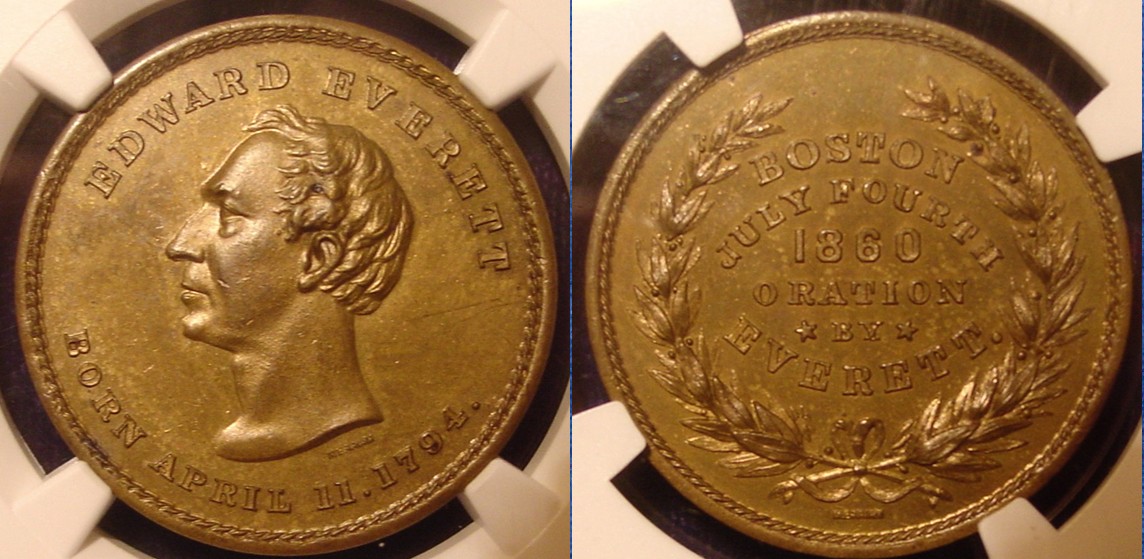 EDWARD EVERETT
BORN APRIL 11. 1794.
BOSTON
JULY FOURTH
1860
ORATION
★ BY ★
EVERETT.